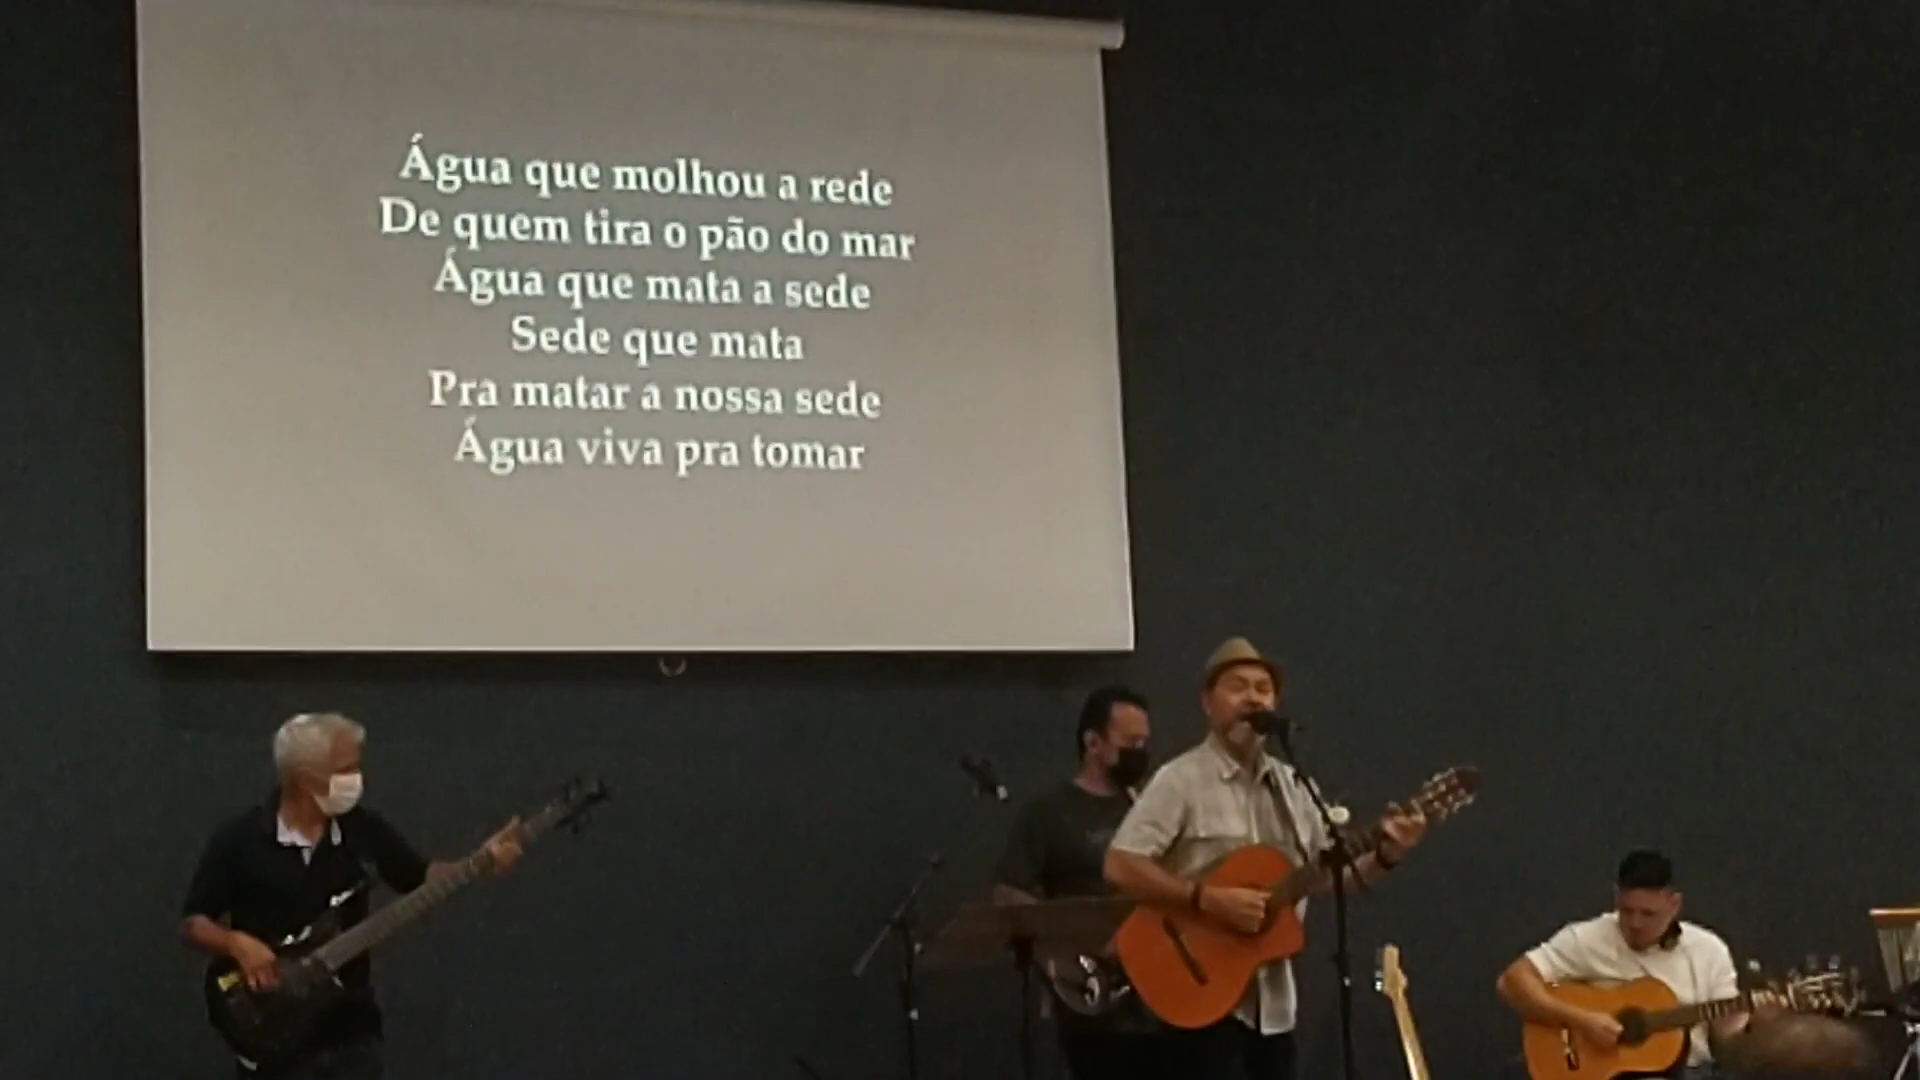 Água que molhou a rede
De quem tira o pão do mar
Água que mata a sede
Sede que mata
Pra matar a nossa sede
Água viva pra tomar